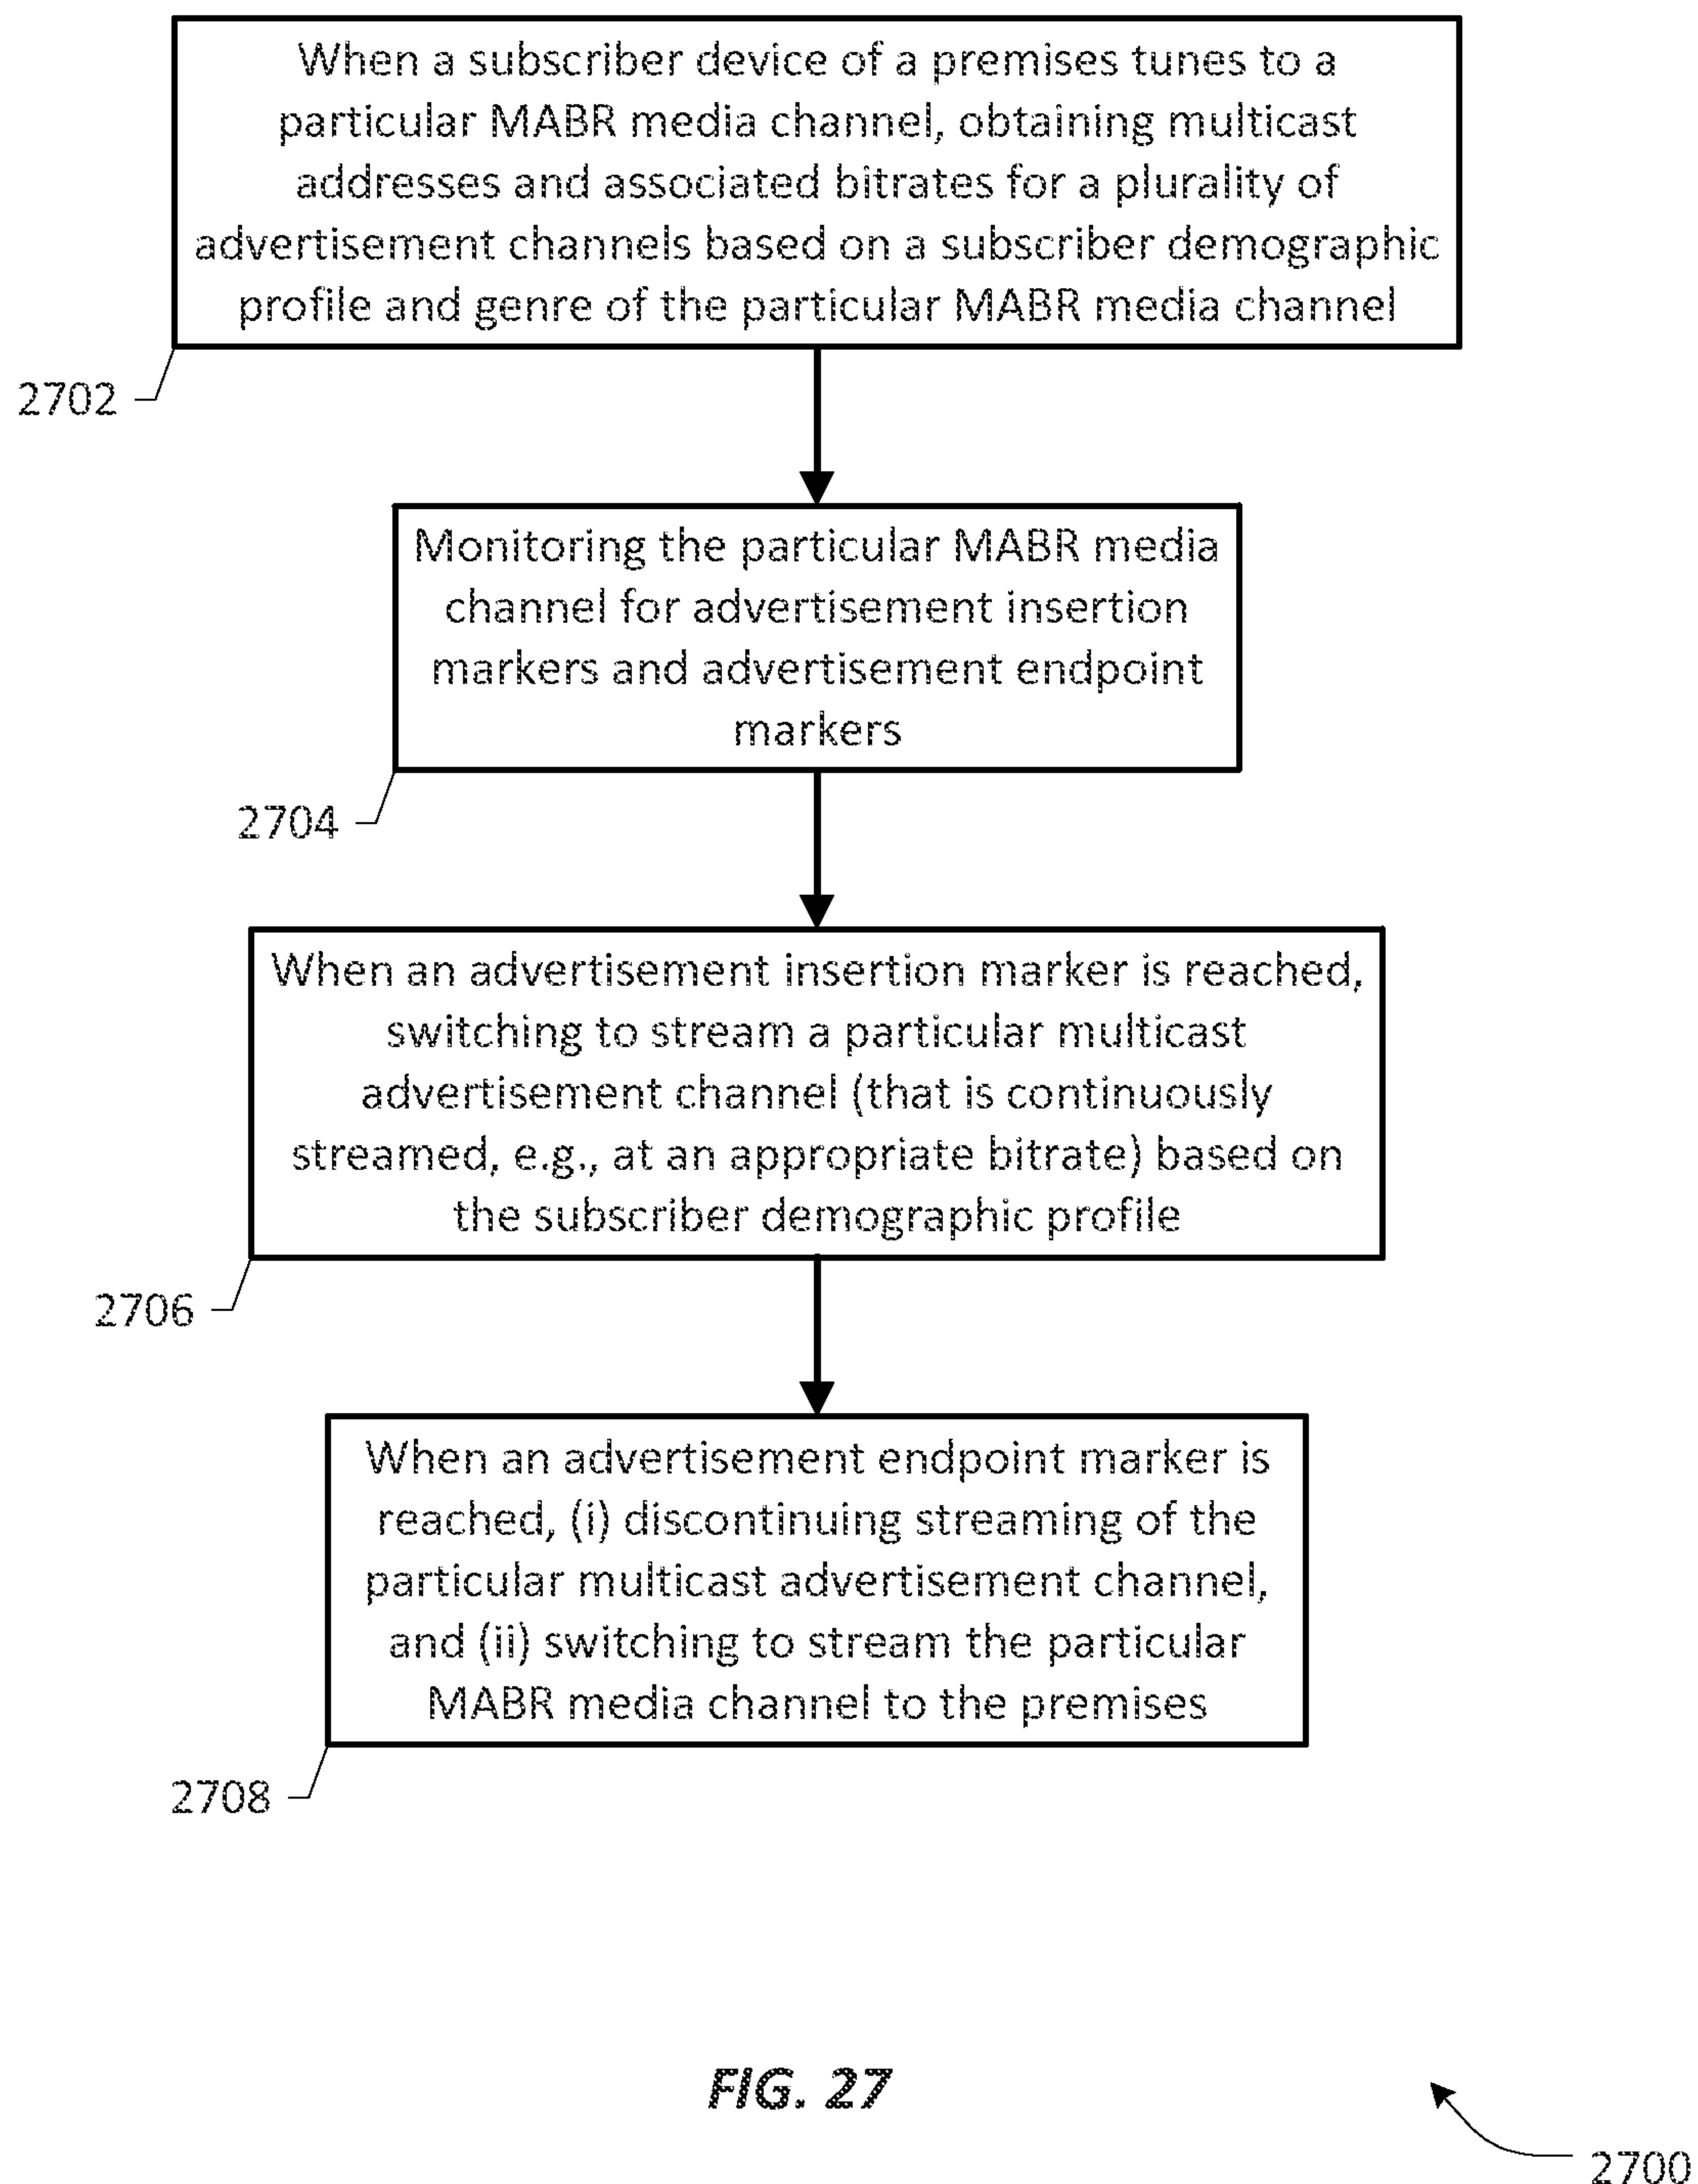 When a subscriber device of a premises tunes to a
particular MABR media channel, obtaining multicast
addresses and associated bitrates for a plurality of
advertisement channels based on a subscriber demographic
profile and genre of the particular MABR media channel
2702
Monitoring the particular MABR media
channel for advertisement insertion
markers and advertisement endpoint
markers
2704
When an advertisement insertion marker is reached,
switching to stream a particular multicast
advertisement channel (that is continuously
streamed, e.g., at an appropriate bitrate) based on
the subscriber demographic profile
2706
When an advertisement endpoint marker is
reached, (i) discontinuing streaming of the
particular multicast advertisement channel,
and (ii) switching to stream the particular
MABR media channel to the premises
2708
FIG. 27
2700